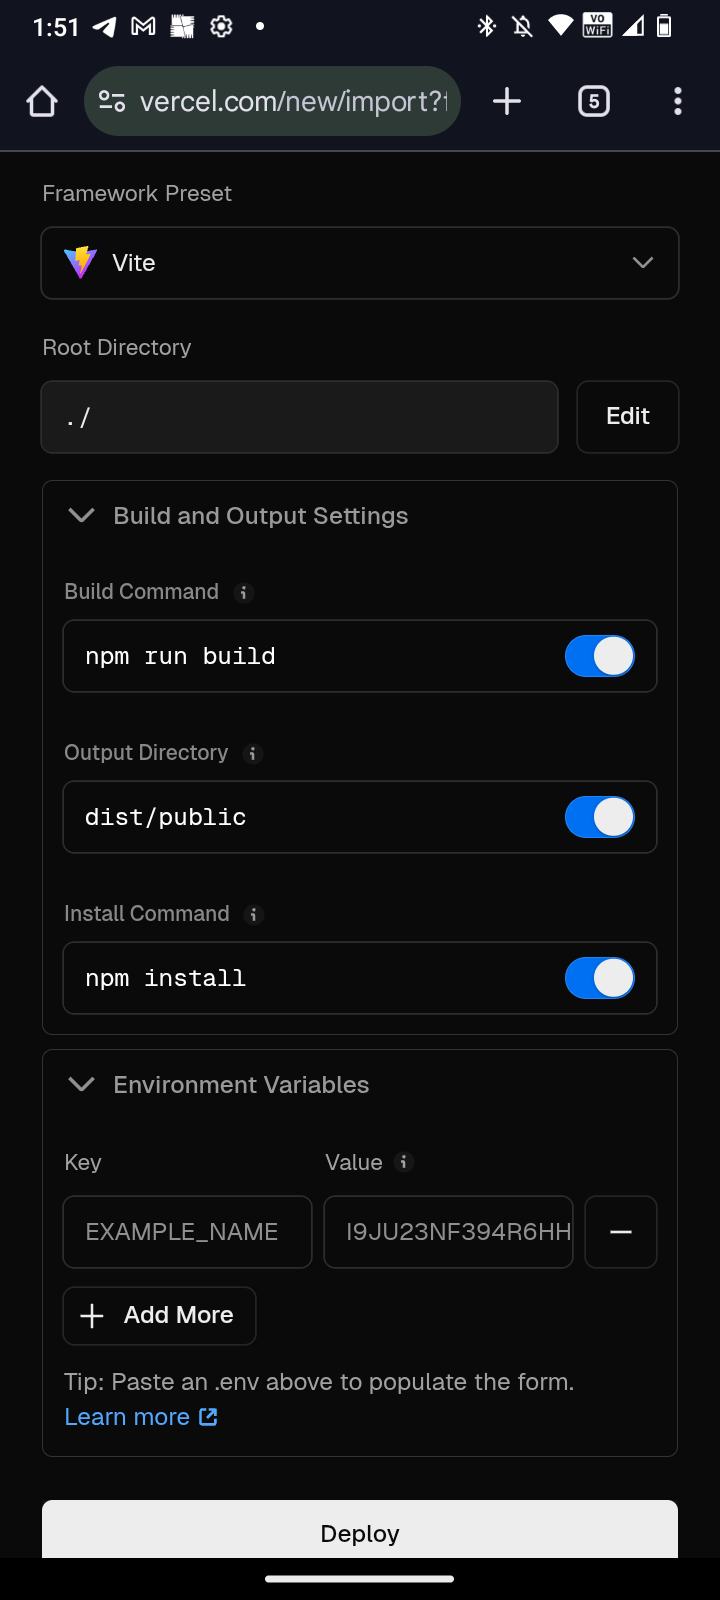 1:51
VO
WiFi
vercel.com/new/import?
5
Framework Preset
Vite
Root Directory
./
Edit
Build and Output Settings
Build Command
npm run build
Output Directory
dist/public
Install Command
npm install
Environment Variables
Key
Value
EXAMPLE_NAME
I9JU23NF394R6HH
Add More
Tip: Paste an .env above to populate the form.
Learn more
Deploy